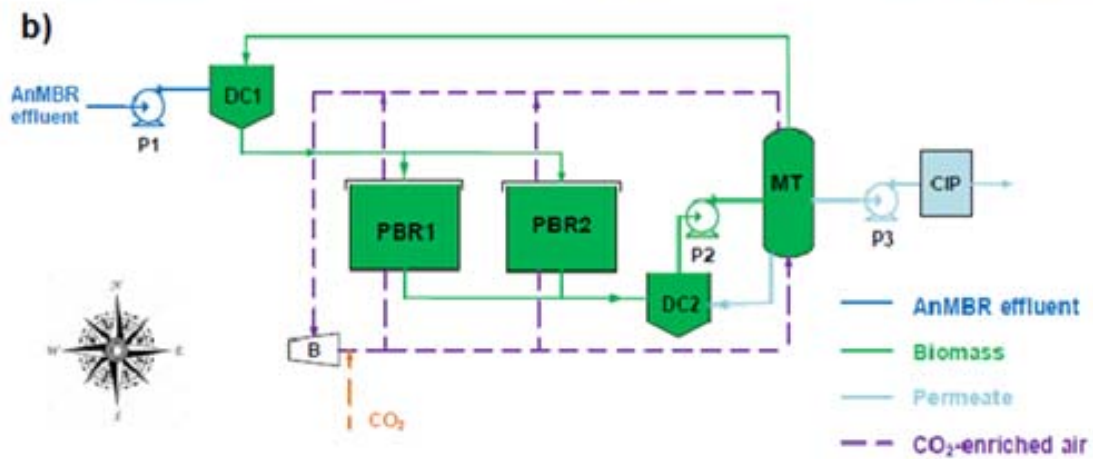 b)
AnMBR
effluent
P1
DC1
PBR1
PBR2
P2
DC2
MT
P3
CIP
B
CO₂
N
W
E
S
AnMBR effluent
Biomass
Permeate
CO₂-enriched air